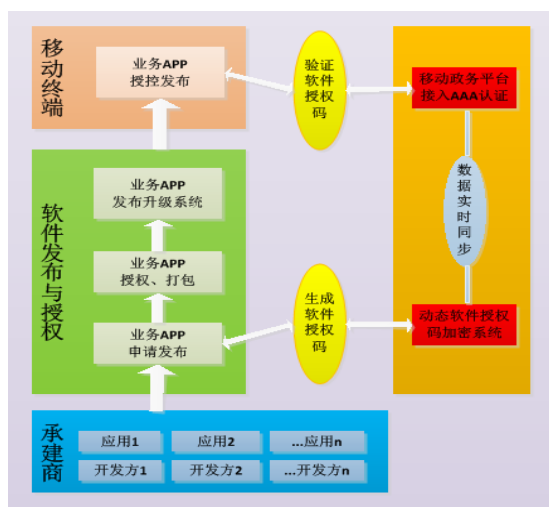 移动终端
业务APP
授控发布
验证
软件
授权
码
移动政务平台
接入AAA认证
数据实时同步
软件发布与授权
业务APP
发布升级系统
业务APP
授权、打包
业务APP
申请发布
生成
软件
授权
码
动态软件授权
码加密系统
承建商
应用1
应用2
...应用n
开发方1
开发方2
...开发方n